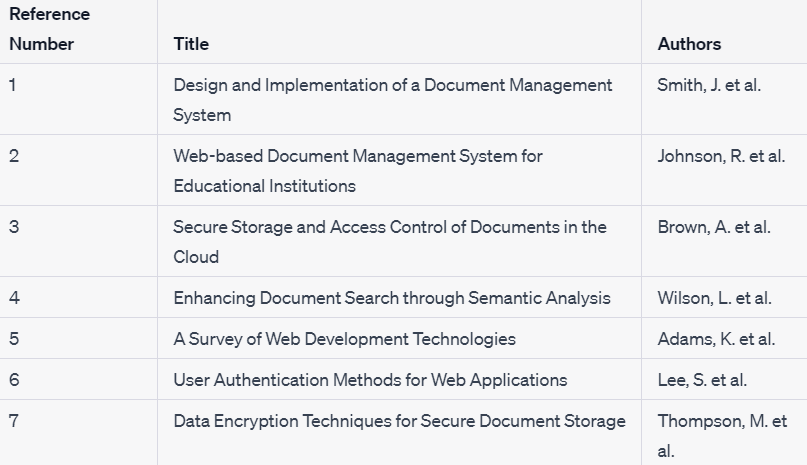 Reference
Number Title Authors
1 Design and Implementation of a Document Management Smith, J. et al.
System
2 Web-based Document Management System for Johnson, R. et al.
Educational Institutions
3 Secure Storage and Access Control of Documents in the Brown, A. et al.
Cloud
4 Enhancing Document Search through Semantic Analysis Wilson, L. et al.
5 A Survey of Web Development Technologies Adams, K. et al.
6 User Authentication Methods for Web Applications Lee, S. et al.
7 Data Encryption Techniques for Secure Document Storage Thompson, M. et
al.